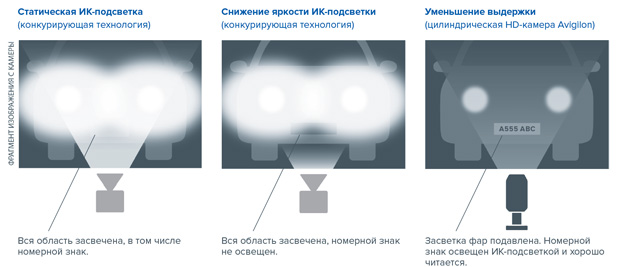 Статическая ИК-подсветка
(конкурирующая технология)
Снижение яркости ИК-подсветки
(конкурирующая технология)
Уменьшение выдержки
(цилиндрическая HD-камера Avigilon)
ФРАГМЕНТ ИЗОБРАЖЕНИЯ С КАМЕРЫ
А555 АВС
Вся область засвечена, в том числе
номерной знак.
Вся область засвечена, номерной знак
не освещен.
Засветка фар подавлена. Номерной
знак освещен ИК-подсветкой и хорошо
читается.